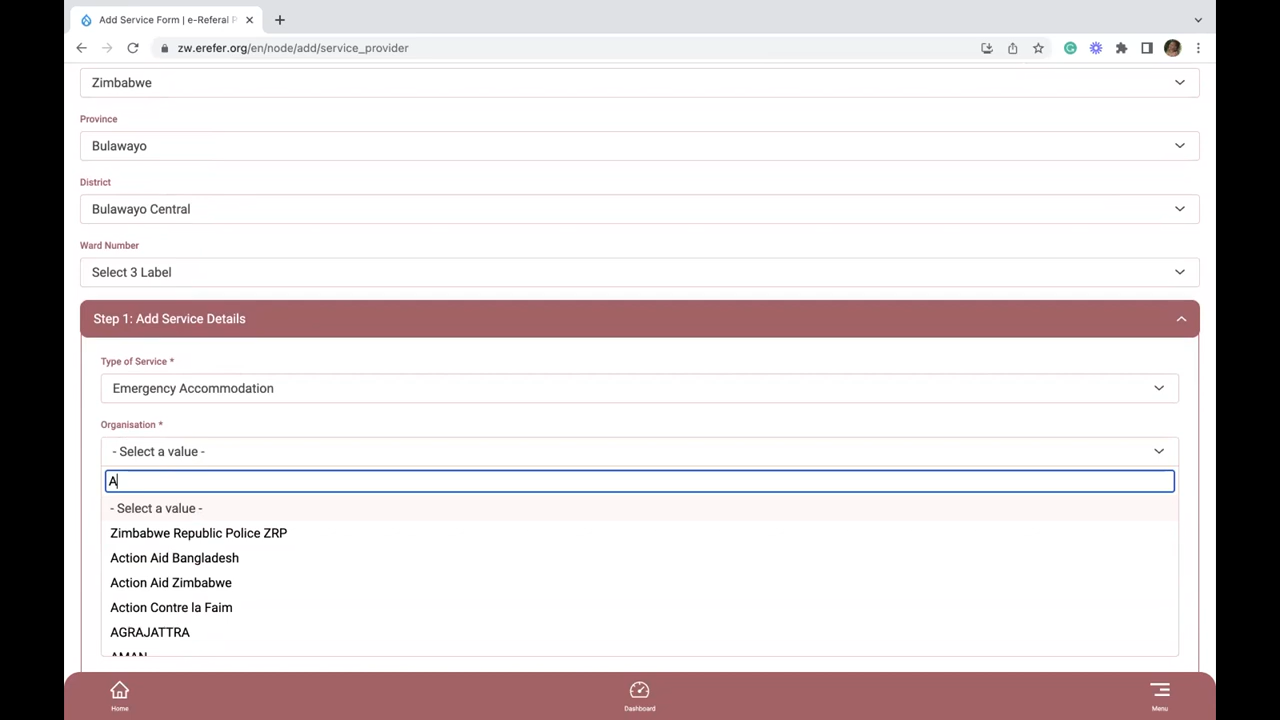 Add Service Form | e-Referal P
zw.erefer.org/en/node/add/service_provider
Zimbabwe
Province
Bulawayo
District
Bulawayo Central
Ward Number
Select 3 Label
Step 1: Add Service Details
Type of Service *
Emergency Accommodation
Organisation *
- Select a value -
A
- Select a value -
Zimbabwe Republic Police ZRP
Action Aid Bangladesh
Action Aid Zimbabwe
Action Contre la Faim
AGRAJATTRA
AMAN
Home
Dashboard
Menu